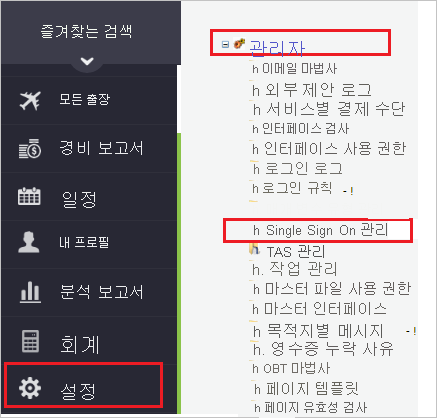 즐겨찾는 검색
모든 출장
경비 보고서
일정
내 프로필
분석 보고서
회계
설정
관리자
h 이메일 마법사
h 외부 제안 로그
h 서비스별 결제 수단
h 인터페이스 검사
h 인터페이스 사용 권한
h 로그인 로그
h 로그인 규칙 - !
h Single Sign On 관리
h TAS 관리
h. 작업 관리
h 마스터 파일 사용 권한
h 마스터 인터페이스
h 목적지별 메시지 - !
h. 영수증 누락 사유
h OBT 마법사
h 페이지 템플릿
h 페이지 유효성 검사